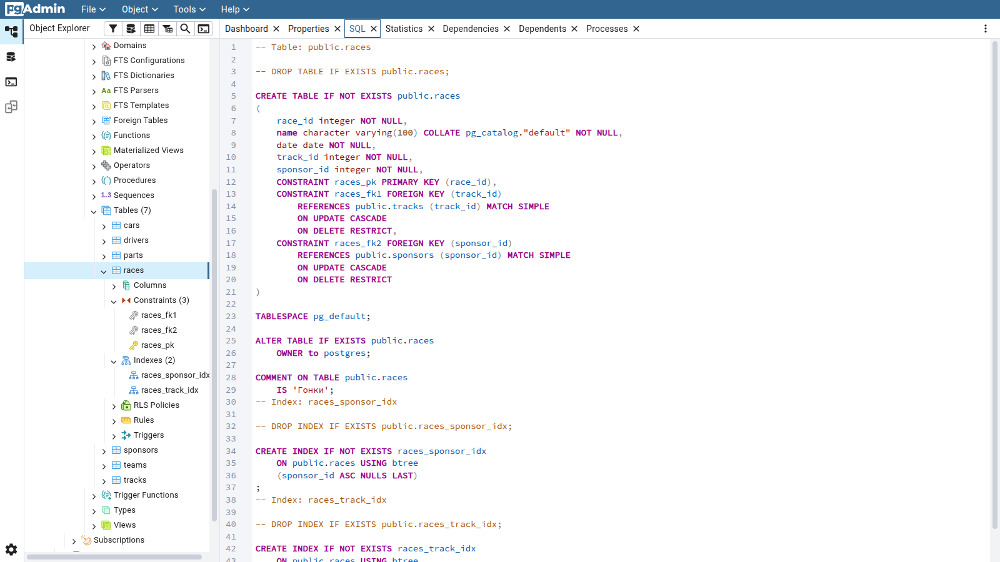 pgAdmin File Object Tools Help
Object Explorer
Dashboard Properties SQL Statistics Dependencies Dependents Processes
Domains
FTS Configurations
FTS Dictionaries
Aa FTS Parsers
FTS Templates
Foreign Tables
Functions
Materialized Views
Operators
Procedures
1..3 Sequences
Tables (7)
cars
drivers
parts
races
Columns
Constraints (3)
races_fk1
races_fk2
races_pk
Indexes (2)
races_sponsor_idx
races_track_idx
RLS Policies
Rules
Triggers
sponsors
teams
tracks
Trigger Functions
Types
Views
Subscriptions
1 -- Table: public.races
2
3 -- DROP TABLE IF EXISTS public.races;
4
5 CREATE TABLE IF NOT EXISTS public.races
6 (
7     race_id integer NOT NULL,
8     name character varying(100) COLLATE pg_catalog."default" NOT NULL,
9     date date NOT NULL,
10     track_id integer NOT NULL,
11     sponsor_id integer NOT NULL,
12     CONSTRAINT races_pk PRIMARY KEY (race_id),
13     CONSTRAINT races_fk1 FOREIGN KEY (track_id)
14         REFERENCES public.tracks (track_id) MATCH SIMPLE
15         ON UPDATE CASCADE
16         ON DELETE RESTRICT,
17     CONSTRAINT races_fk2 FOREIGN KEY (sponsor_id)
18         REFERENCES public.sponsors (sponsor_id) MATCH SIMPLE
19         ON UPDATE CASCADE
20         ON DELETE RESTRICT
21 )
22
23 TABLESPACE pg_default;
24
25 ALTER TABLE IF EXISTS public.races
26     OWNER to postgres;
27
28 COMMENT ON TABLE public.races
29     IS 'Гонки';
30 -- Index: races_sponsor_idx
31
32 -- DROP INDEX IF EXISTS public.races_sponsor_idx;
33
34 CREATE INDEX IF NOT EXISTS races_sponsor_idx
35     ON public.races USING btree
36     (sponsor_id ASC NULLS LAST)
37 ;
38 -- Index: races_track_idx
39
40 -- DROP INDEX IF EXISTS public.races_track_idx;
41
42 CREATE INDEX IF NOT EXISTS races_track_idx
43     ON public.races USING btree